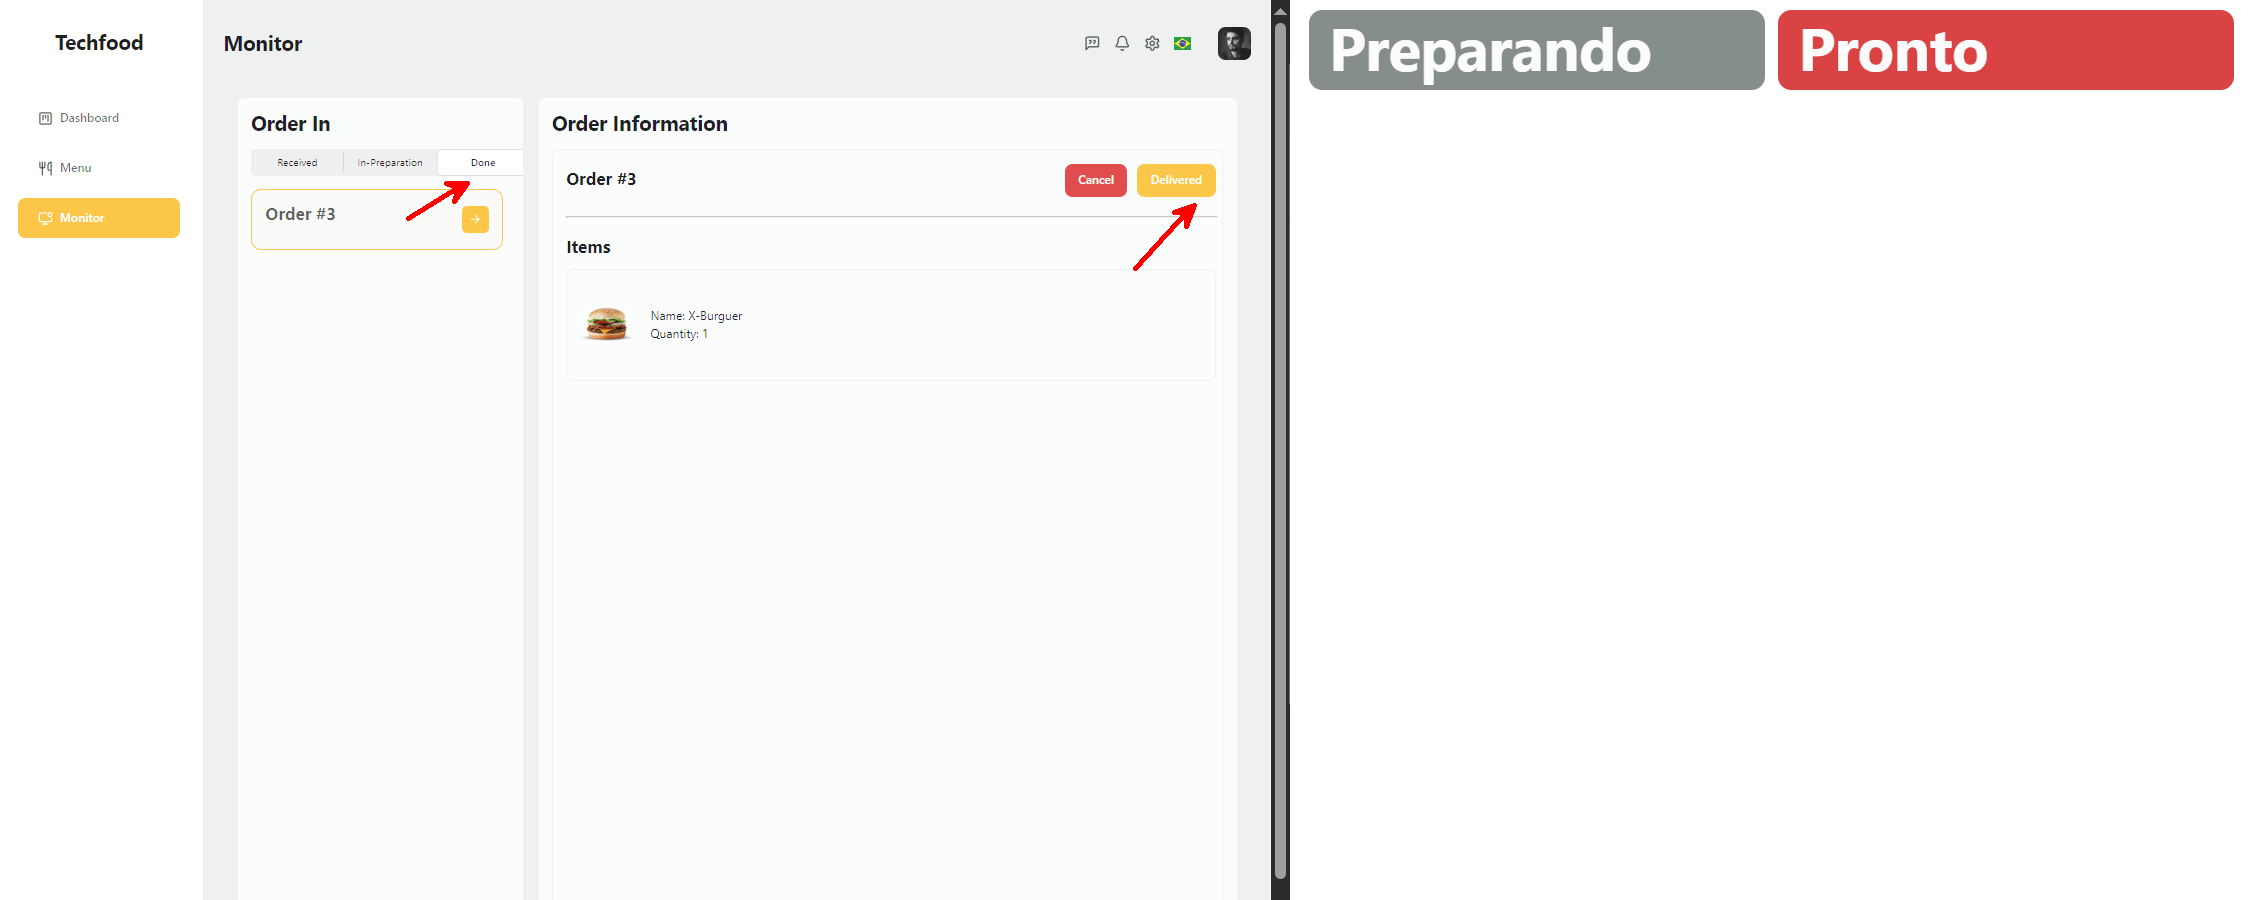 Techfood
Dashboard
Menu
Monitor
Monitor
Order In
Received
In-Preparation
Done
Order #3
Order Information
Order #3
Cancel
Delivered
Items
Name: X-Burguer
Quantity: 1
Preparando
Pronto